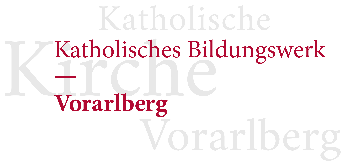 Katholische
Kirche
Vorarlberg
Katholisches Bildungswerk
—
Vorarlberg